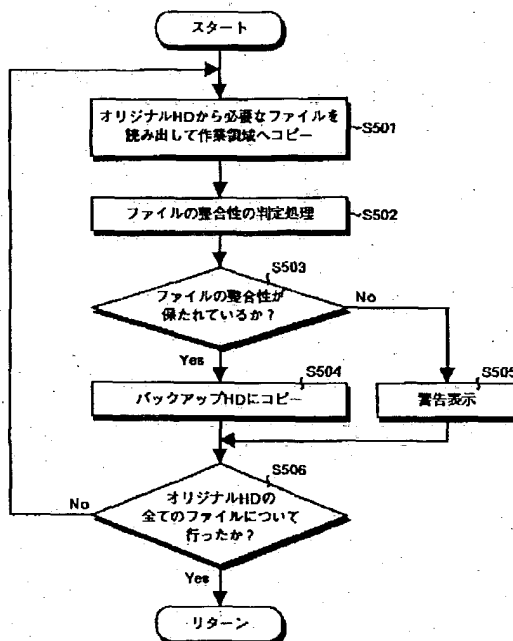 スタート
オリジナルHDから必要なファイルを
読み出して作業領域へコピー
S501
ファイルの整合性の判定処理
S502
S503
ファイルの整合性が
保たれているか？
No
Yes
S504
バックアップHDにコピー
S505
警告表示
S506
オリジナルHDの
全てのファイルについて
行ったか？
No
Yes
リターン